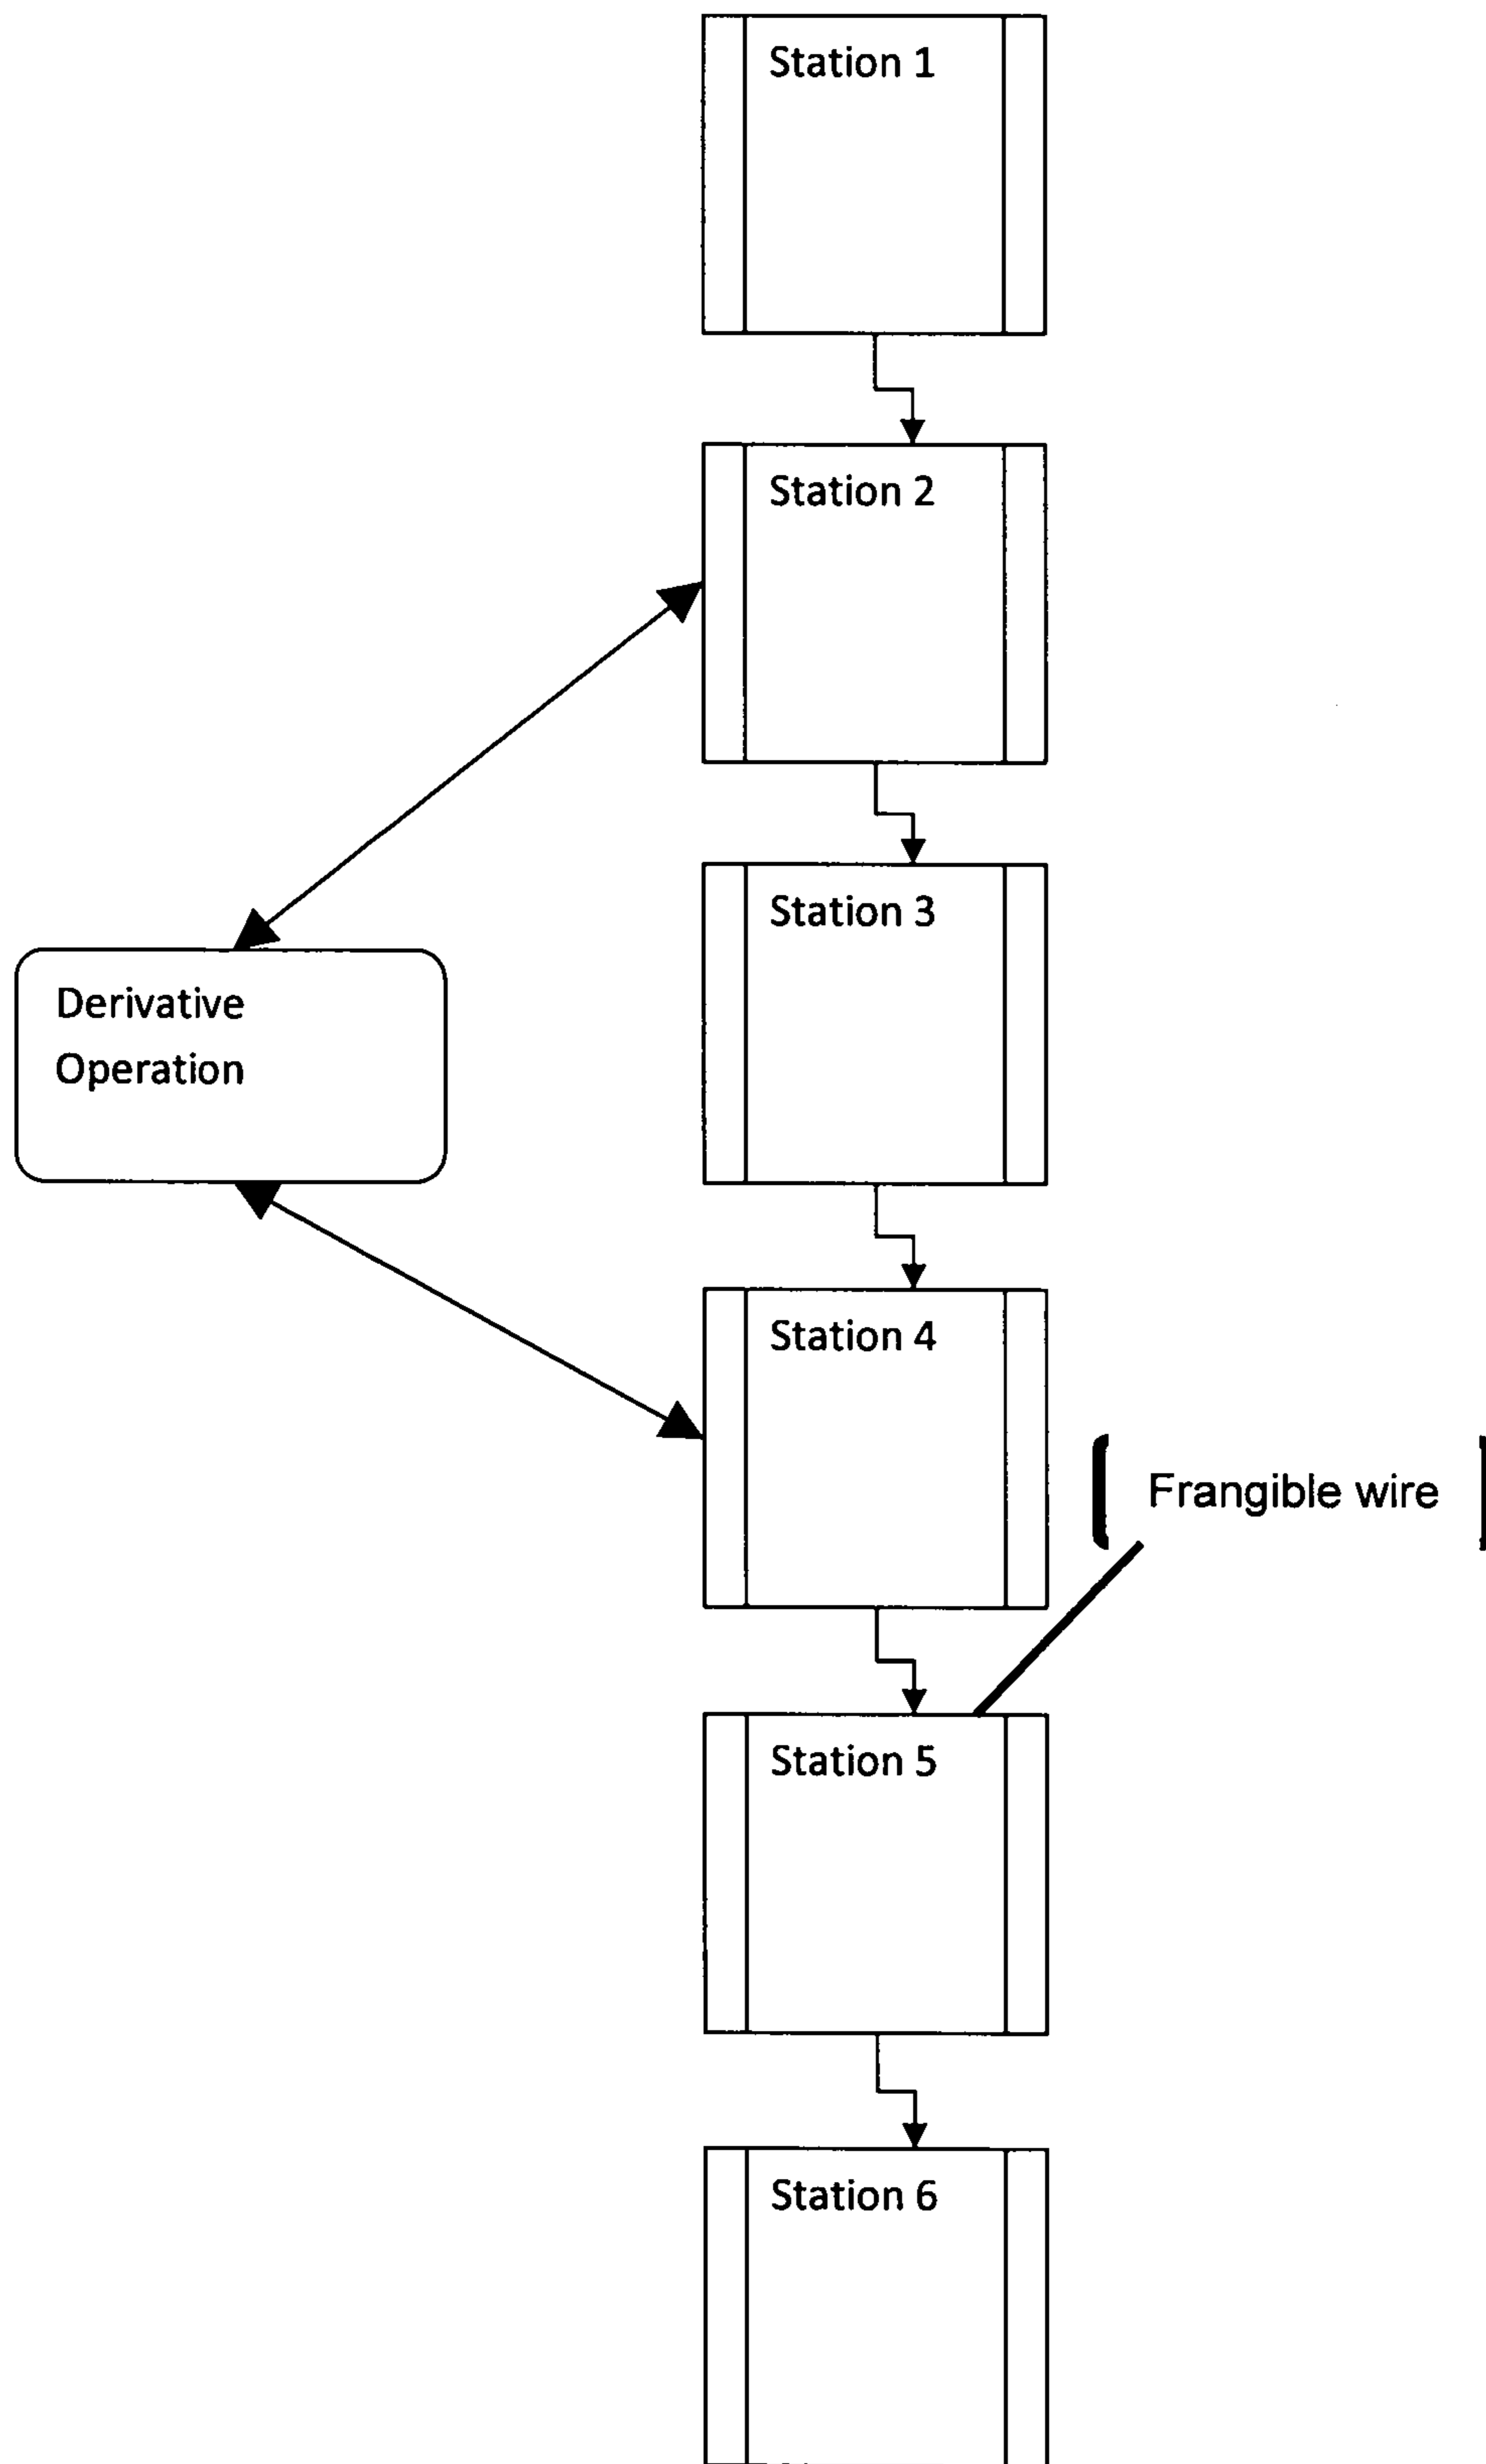 Station 1
Station 2
Station 3
Derivative
Operation
Station 4
Frangible wire
Station 5
Station 6